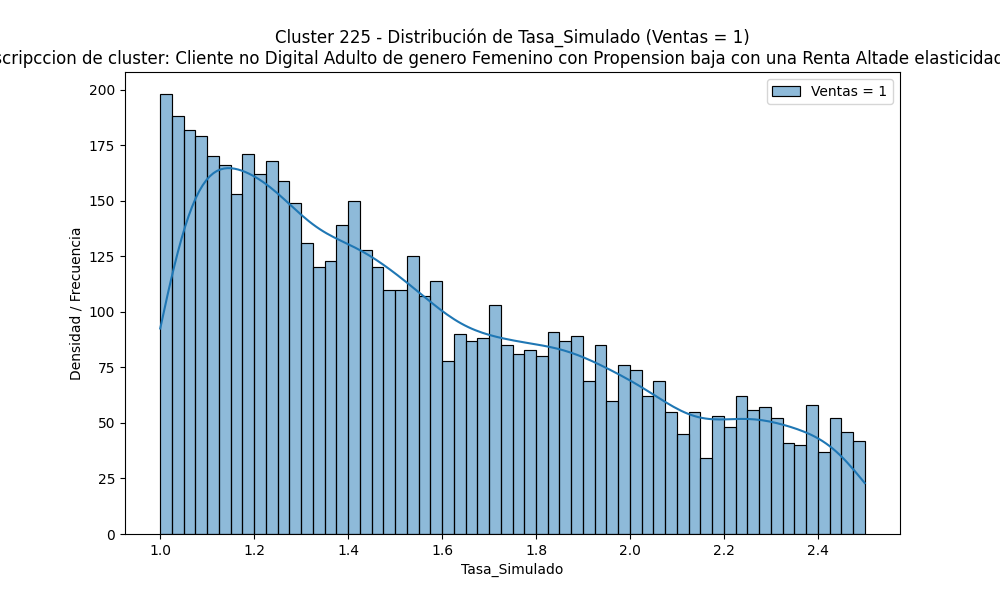 Cluster 225 - Distribución de Tasa_Simulado (Ventas = 1)
scripccion de cluster: Cliente no Digital Adulto de genero Femenino con Propension baja con una Renta Altade elasticidad
Ventas = 1
Densidad / Frecuencia
200
175
150
125
100
75
50
25
0
1.0 1.2 1.4 1.6 1.8 2.0 2.2 2.4
Tasa_Simulado